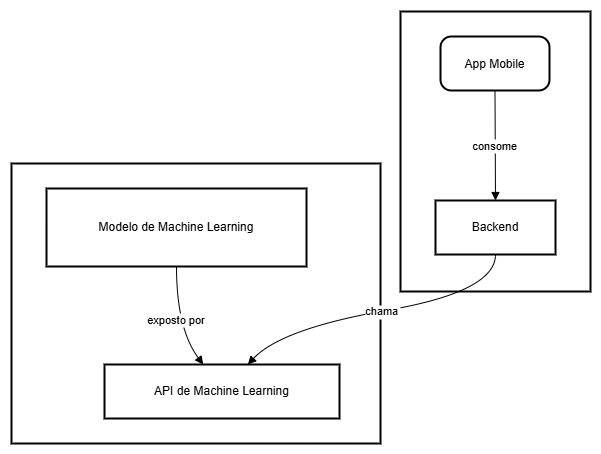 App Mobile
consome
Modelo de Machine Learning
Backend
chama
exposto por
API de Machine Learning